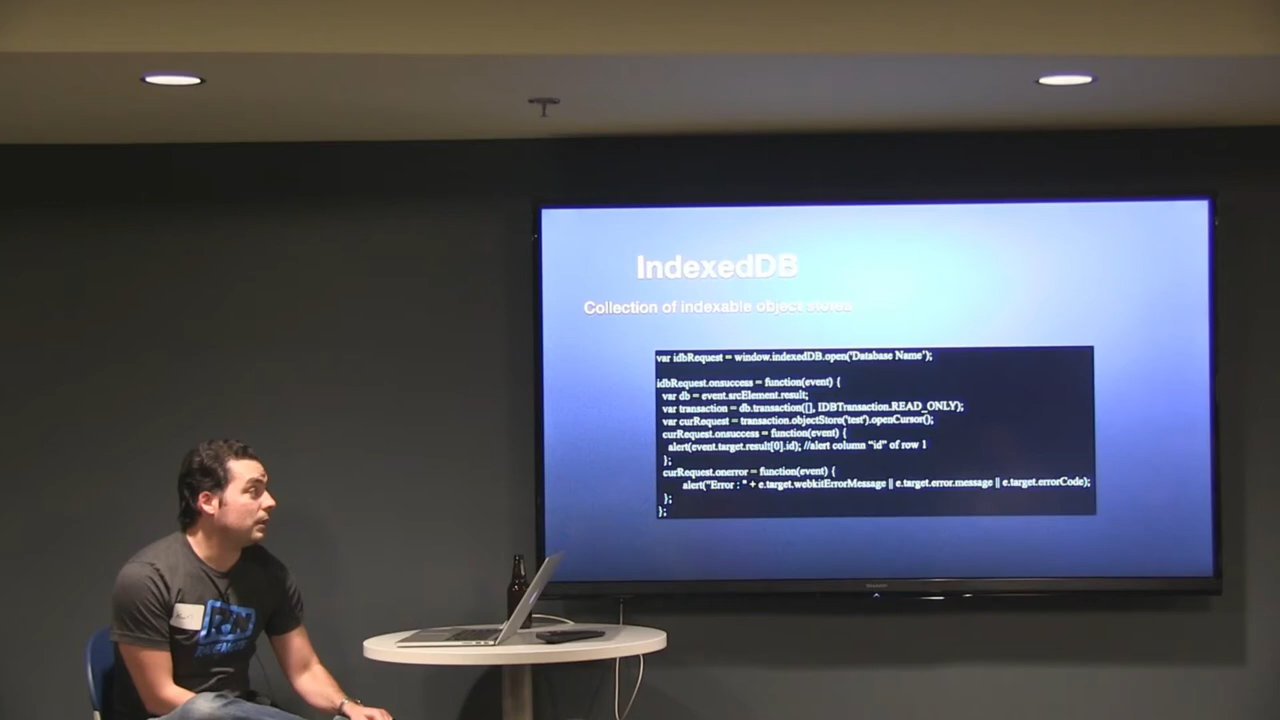 IndexedDB
Collection of indexable object stores
var idbRequest = window.indexedDB.open('Database Name');
idbRequest.onsuccess = function(event) {
var db = event.srcElement.result;
var transaction = db.transaction([], IDBTransaction.READ_ONLY);
var curRequest = transaction.objectStore('test').openCursor();
curRequest.onsuccess = function(event) {
alert(event.target.result[0].id); //alert column "id" of row 1
};
curRequest.onerror = function(event) {
alert("Error : " + e.target.webkitErrorMessage || e.target.error.message || e.target.errorCode);
};
};
SHARP